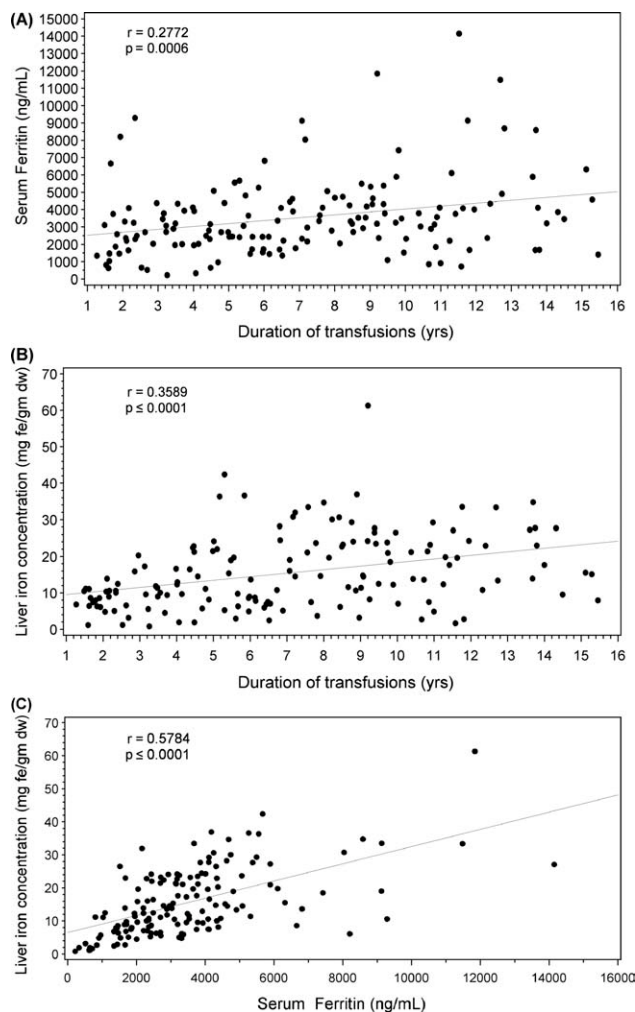 (A)
r = 0.2772
p = 0.0006
Serum Ferritin (ng/mL)
15000
14000
13000
12000
11000
10000
9000
8000
7000
6000
5000
4000
3000
2000
1000
0
1 2 3 4 5 6 7 8 9 10 11 12 13 14 15 16
Duration of transfusions (yrs)
(B)
r = 0.3589
p ≤ 0.0001
Liver iron concentration (mg fe/gm dw)
70
60
50
40
30
20
10
0
1 2 3 4 5 6 7 8 9 10 11 12 13 14 15 16
Duration of transfusions (yrs)
(C)
r = 0.5784
p ≤ 0.0001
Liver iron concentration (mg fe/gm dw)
70
60
50
40
30
20
10
0
0 2000 4000 6000 8000 10000 12000 14000 16000
Serum Ferritin (ng/mL)